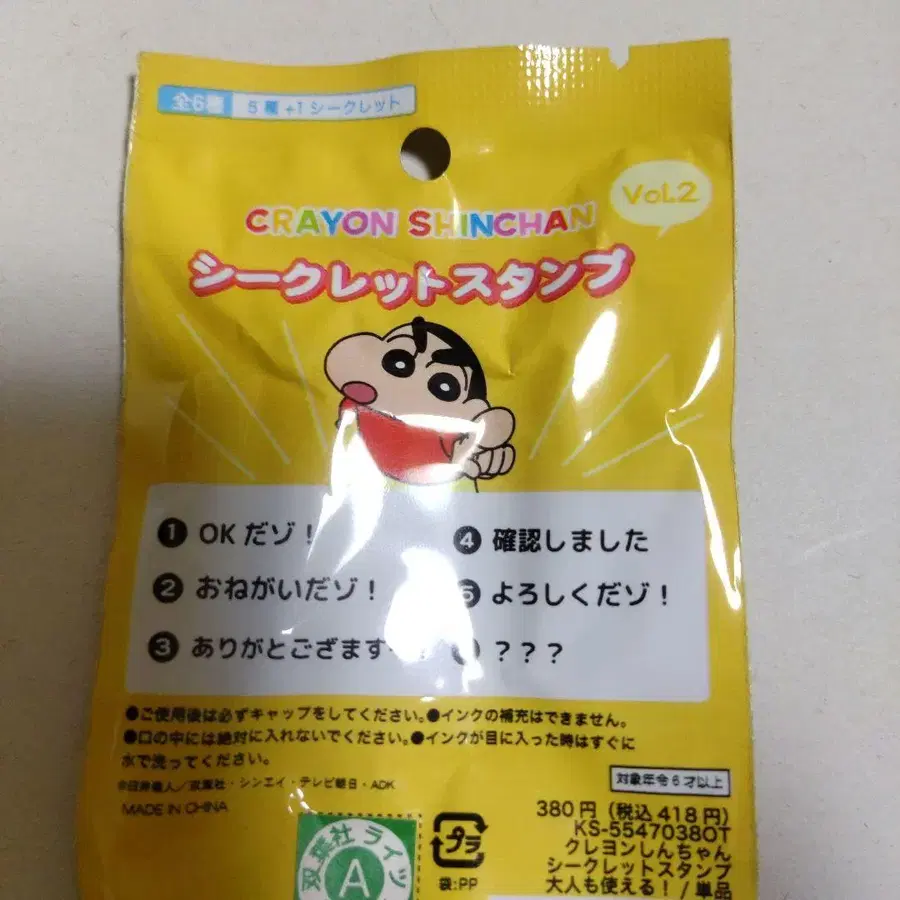 全6種 5種+1シークレット
Vol.2
CRAYON SHINCHAN
シークレットスタンプ
1 OKだゾ!
2 おねがいだゾ!
3 ありがとござます
4 確認しました
5 よろしくだゾ!
???
●ご使用後は必ずキャップをしてください。●インクの補充はできません。
●口の中には絶対に入れないでください。●インクが目に入った時はすぐに
水で洗ってください。
©臼井儀人/双葉社・シンエイ・テレビ朝日・ADK
対象年令6才以上
MADE IN CHINA
380円(税込418円)
KS-5547038OT
クレヨンしんちゃん
シークレットスタンプ
大人も使える!/単品
双葉社ライツ
A
プラ
袋:PP